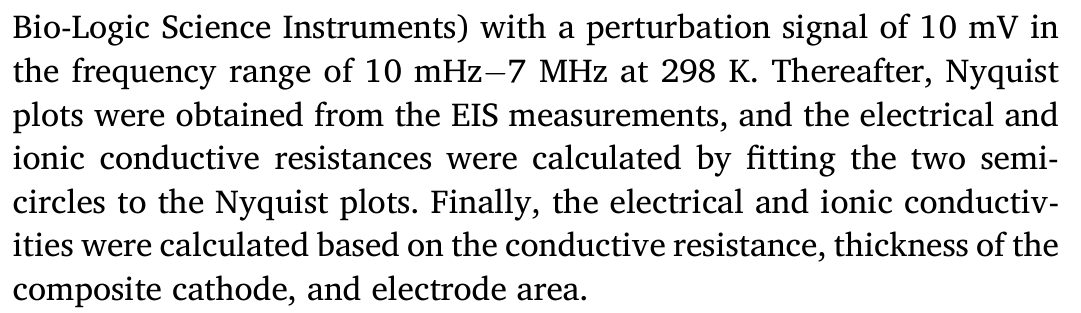 Bio-Logic Science Instruments) with a perturbation signal of 10 mV in
the frequency range of 10 mHz–7 MHz at 298 K. Thereafter, Nyquist
plots were obtained from the EIS measurements, and the electrical and
ionic conductive resistances were calculated by fitting the two semi-
circles to the Nyquist plots. Finally, the electrical and ionic conductiv-
ities were calculated based on the conductive resistance, thickness of the
composite cathode, and electrode area.